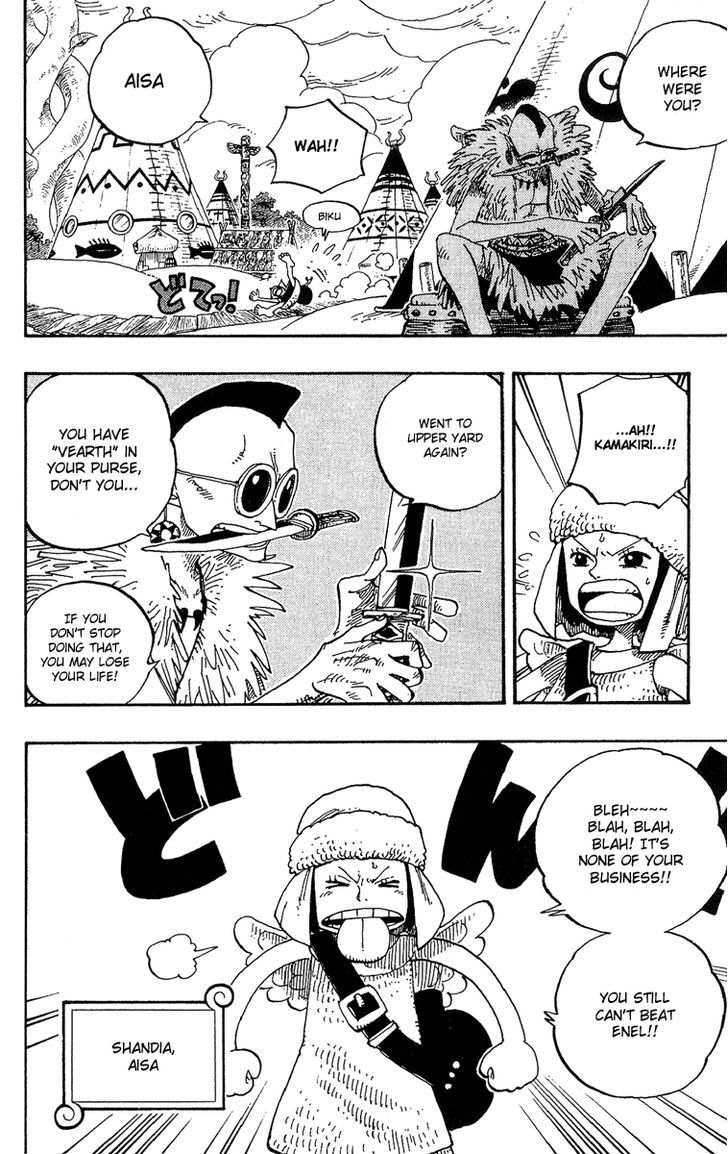 WHERE
WERE
YOU?
AISA
WAH!!
BIKU
どてっ!
...AH!!
KAMAKIRI...!!
WENT TO
UPPER YARD
AGAIN?
YOU HAVE
"VEARTH" IN
YOUR PURSE,
DON'T YOU...
IF YOU
DON'T STOP
DOING THAT,
YOU MAY LOSE
YOUR LIFE!
どん
BLEH~~~~
BLAH, BLAH,
BLAH! IT'S
NONE OF YOUR
BUSINESS!!
YOU STILL
CAN'T BEAT
ENEL!!
SHANDIA,
AISA